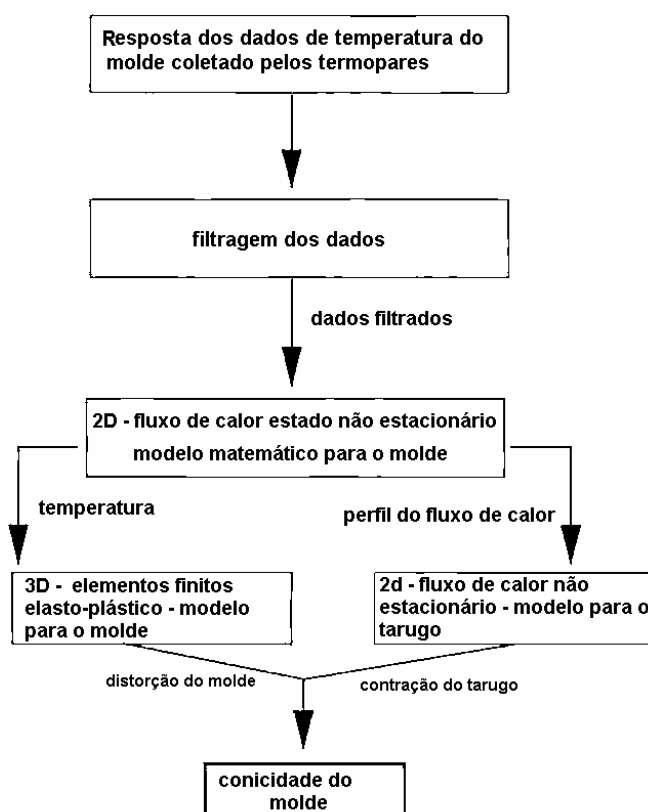 Resposta dos dados de temperatura do
molde coletado pelos termopares
filtragem dos dados
dados filtrados
2D - fluxo de calor estado não estacionário
modelo matemático para o molde
temperatura
perfil do fluxo de calor
3D - elementos finitos
elasto-plástico - modelo
para o molde
2d - fluxo de calor não
estacionário - modelo para o
tarugo
distorção do molde
contração do tarugo
conicidade do
molde